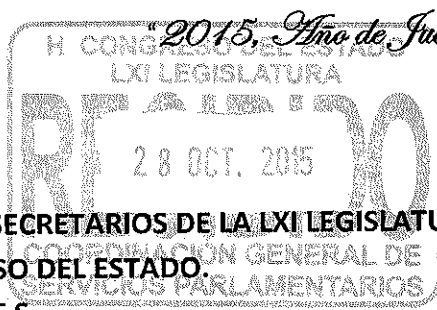 "2015, Año de Ju
H. CONGRESO DEL ESTADO
LXI LEGISLATURA
RECIBIDO
28 OCT. 2015
SECRETARIOS DE LA LXI LEGISLATU
COORDINACIÓN GENERAL DE
SO DEL ESTADO.
SERVICIOS PARLAMENTARIOS